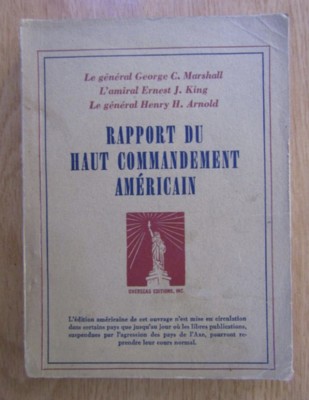 Le général George C. Marshall
L'amiral Ernest J. King
Le général Henry H. Arnold
RAPPORT DU
HAUT COMMANDEMENT
AMÉRICAIN
OVERSEAS EDITIONS, INC.
L'édition américaine de cet ouvrage n'est mise en circulation
dans certains pays que jusqu'au jour où les libres publications,
suspendues par l'agression des pays de l'Axe, pourront re-
prendre leur cours normal.